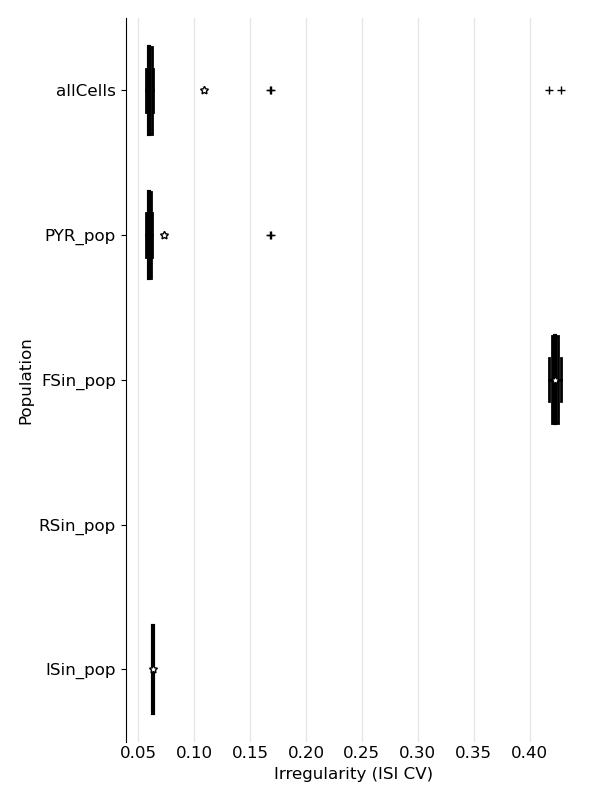 allCells
PYR_pop
FSin_pop
RSin_pop
ISin_pop
Population
0.05 0.10 0.15 0.20 0.25 0.30 0.35 0.40
Irregularity (ISI CV)